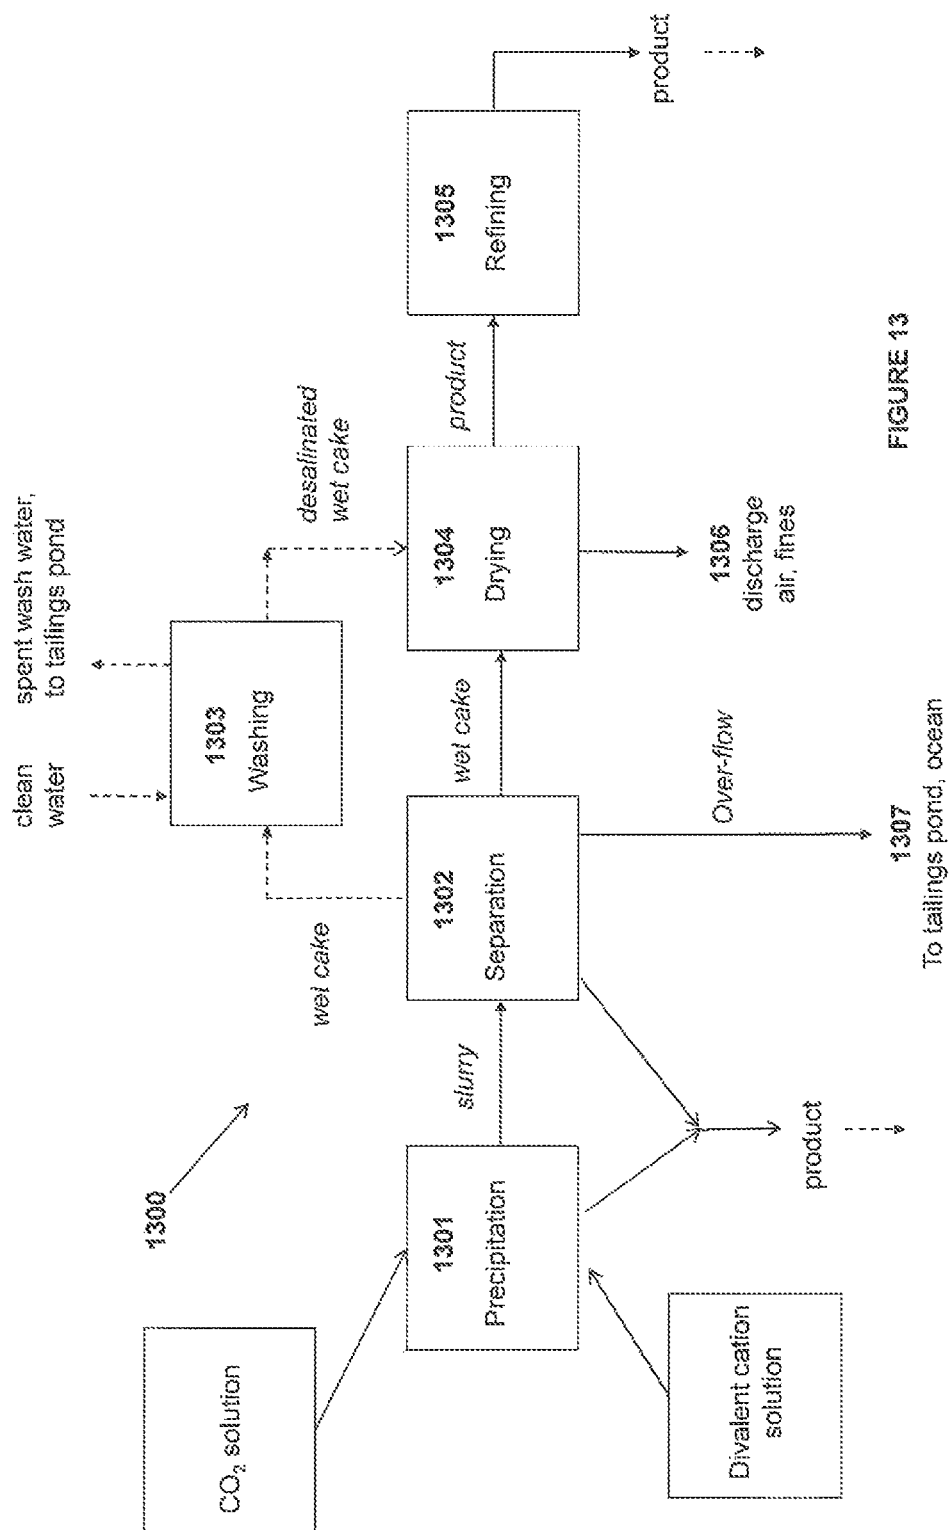 1300
CO₂ solution
Divalent cation
solution
1301
Precipitation
slurry
product
1302
Separation
wet cake
clean
water
spent wash water,
to tailings pond
1303
Washing
desalinated
wet cake
wet cake
Over-flow
1307
To tailings pond, ocean
1304
Drying
1306
discharge
air, fines
product
1305
Refining
product
FIGURE 13